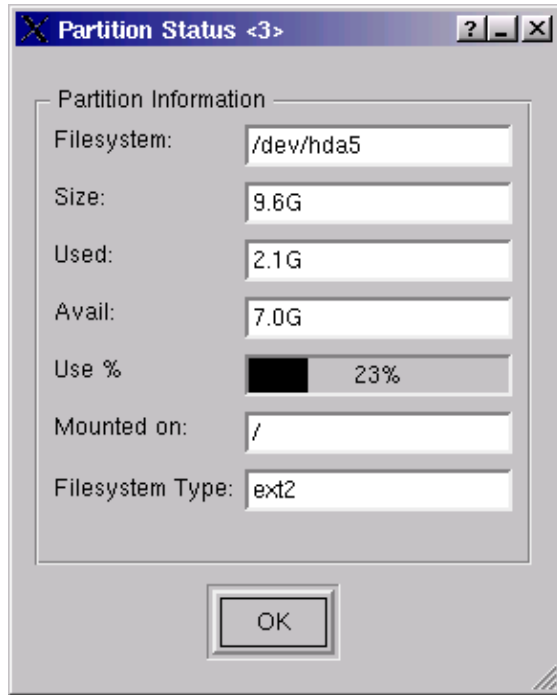 Partition Status <3>
Partition Information
Filesystem: /dev/hda5
Size: 9.6G
Used: 2.1G
Avail: 7.0G
Use % 23%
Mounted on: /
Filesystem Type: ext2
OK